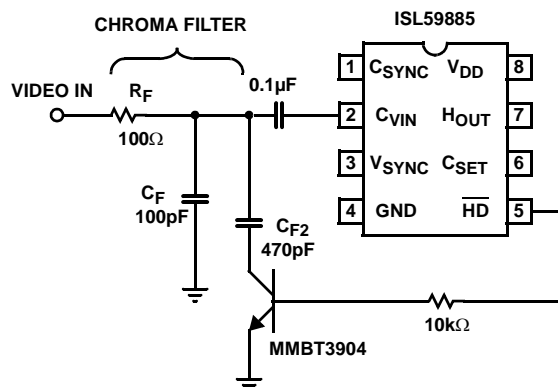 CHROMA FILTER
ISL59885
VIDEO IN
R_F
100Ω
0.1µF
C_F
100pF
C_F2
470pF
1 C_SYNC V_DD 8
2 C_VIN H_OUT 7
3 V_SYNC C_SET 6
4 GND HD 5
10kΩ
MMBT3904